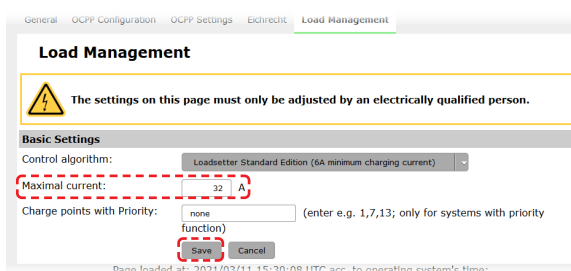 General OCPP Configuration OCPP Settings Eichrecht Load Management
Load Management
The settings on this page must only be adjusted by an electrically qualified person.
Basic Settings
Control algorithm: Loadsetter Standard Edition (6A minimum charging current)
Maximal current: 32 A
Charge points with Priority: none (enter e.g. 1,7,13; only for systems with priority
function)
Save Cancel
Page loaded at: 2021/03/11 15:30:08 UTC acc. to operating system's time: